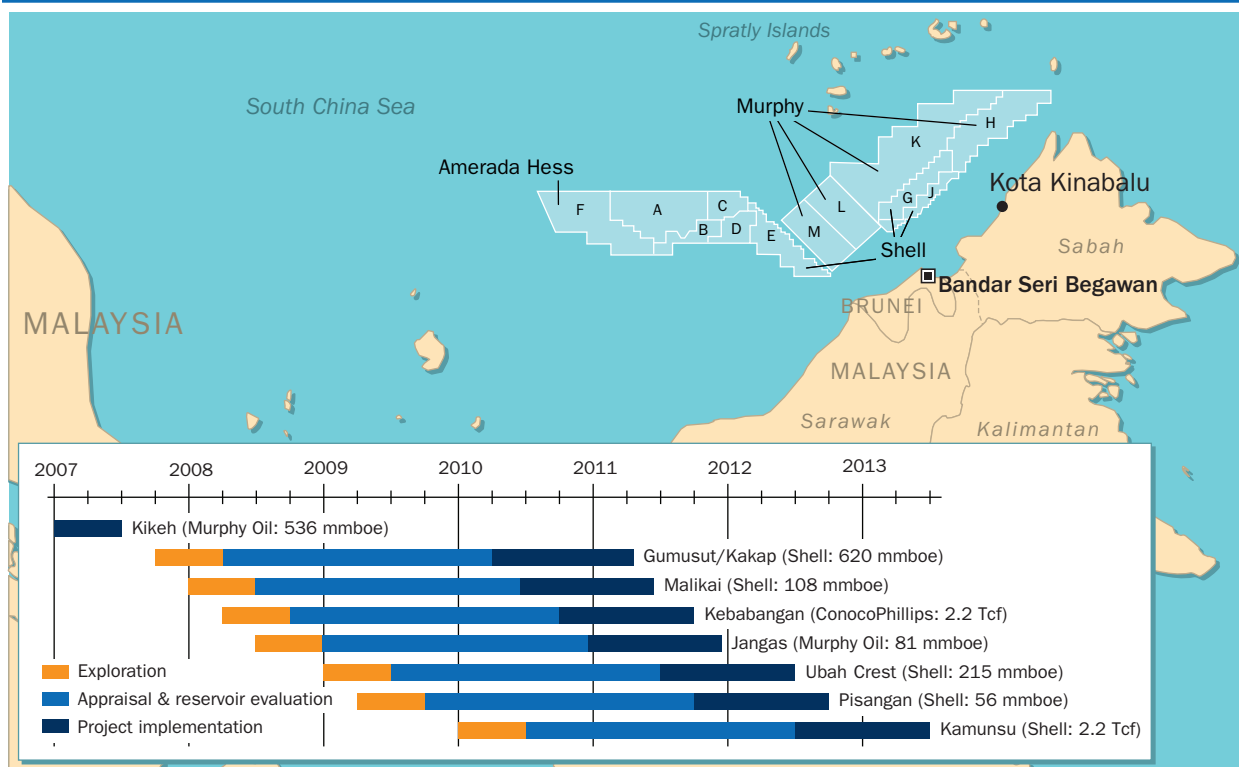 Spratly Islands
South China Sea
Murphy
H
K
Amerada Hess
Kota Kinabalu
F
A
C
L
G
J
B
D
E
M
Shell
Sabah
Bandar Seri Begawan
BRUNEI
MALAYSIA
MALAYSIA
Sarawak
Kalimantan
2007 2008 2009 2010 2011 2012 2013
Kikeh (Murphy Oil: 536 mmboe)
Gumusut/Kakap (Shell: 620 mmboe)
Malikai (Shell: 108 mmboe)
Kebabangan (ConocoPhillips: 2.2 Tcf)
Jangas (Murphy Oil: 81 mmboe)
Exploration
Ubah Crest (Shell: 215 mmboe)
Appraisal & reservoir evaluation
Pisangan (Shell: 56 mmboe)
Project implementation
Kamunsu (Shell: 2.2 Tcf)